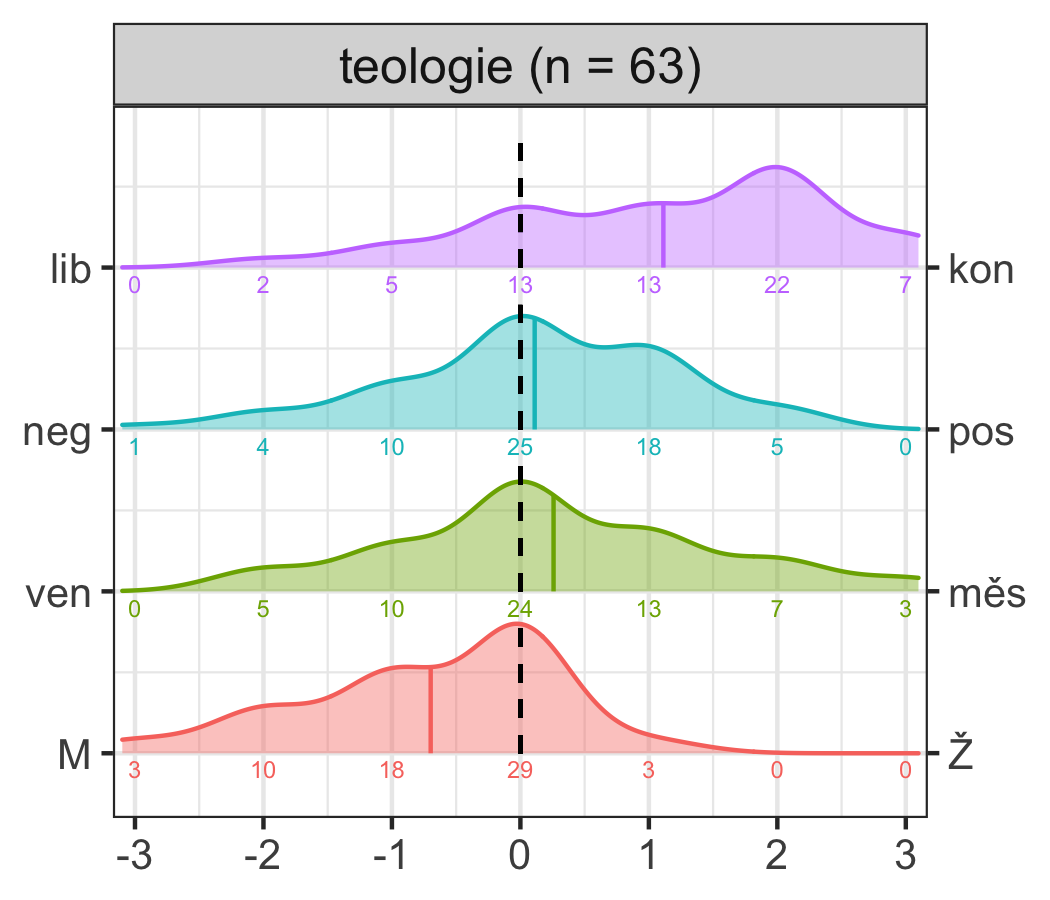 teologie (n = 63)
lib kon
0 2 5 13 13 22 7
neg pos
1 4 10 25 18 5 0
ven měs
0 5 10 24 13 7 3
M Ž
3 10 18 29 3 0 0
-3 -2 -1 0 1 2 3